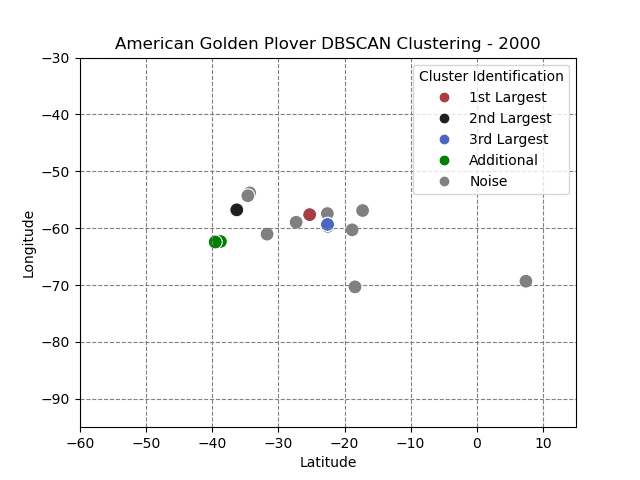 American Golden Plover DBSCAN Clustering - 2000
Cluster Identification
1st Largest
2nd Largest
3rd Largest
Additional
Noise
Longitude
−30
−40
−50
−60
−70
−80
−90
−60 −50 −40 −30 −20 −10 0 10
Latitude